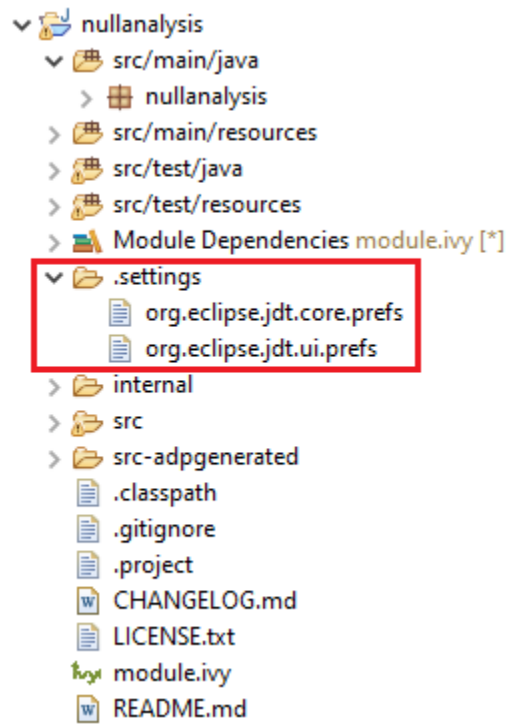 nullanalysis
src/main/java
nullanalysis
src/main/resources
src/test/java
src/test/resources
Module Dependencies module.ivy [*]
.settings
org.eclipse.jdt.core.prefs
org.eclipse.jdt.ui.prefs
internal
src
src-adpgenerated
.classpath
.gitignore
.project
CHANGELOG.md
LICENSE.txt
module.ivy
README.md